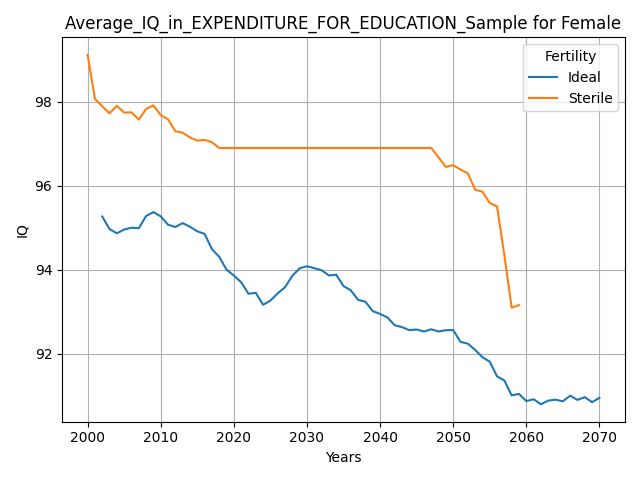 Average_IQ_in_EXPENDITURE_FOR_EDUCATION_Sample for Female
Fertility
Ideal
Sterile
98
96
94
92
IQ
2000 2010 2020 2030 2040 2050 2060 2070
Years